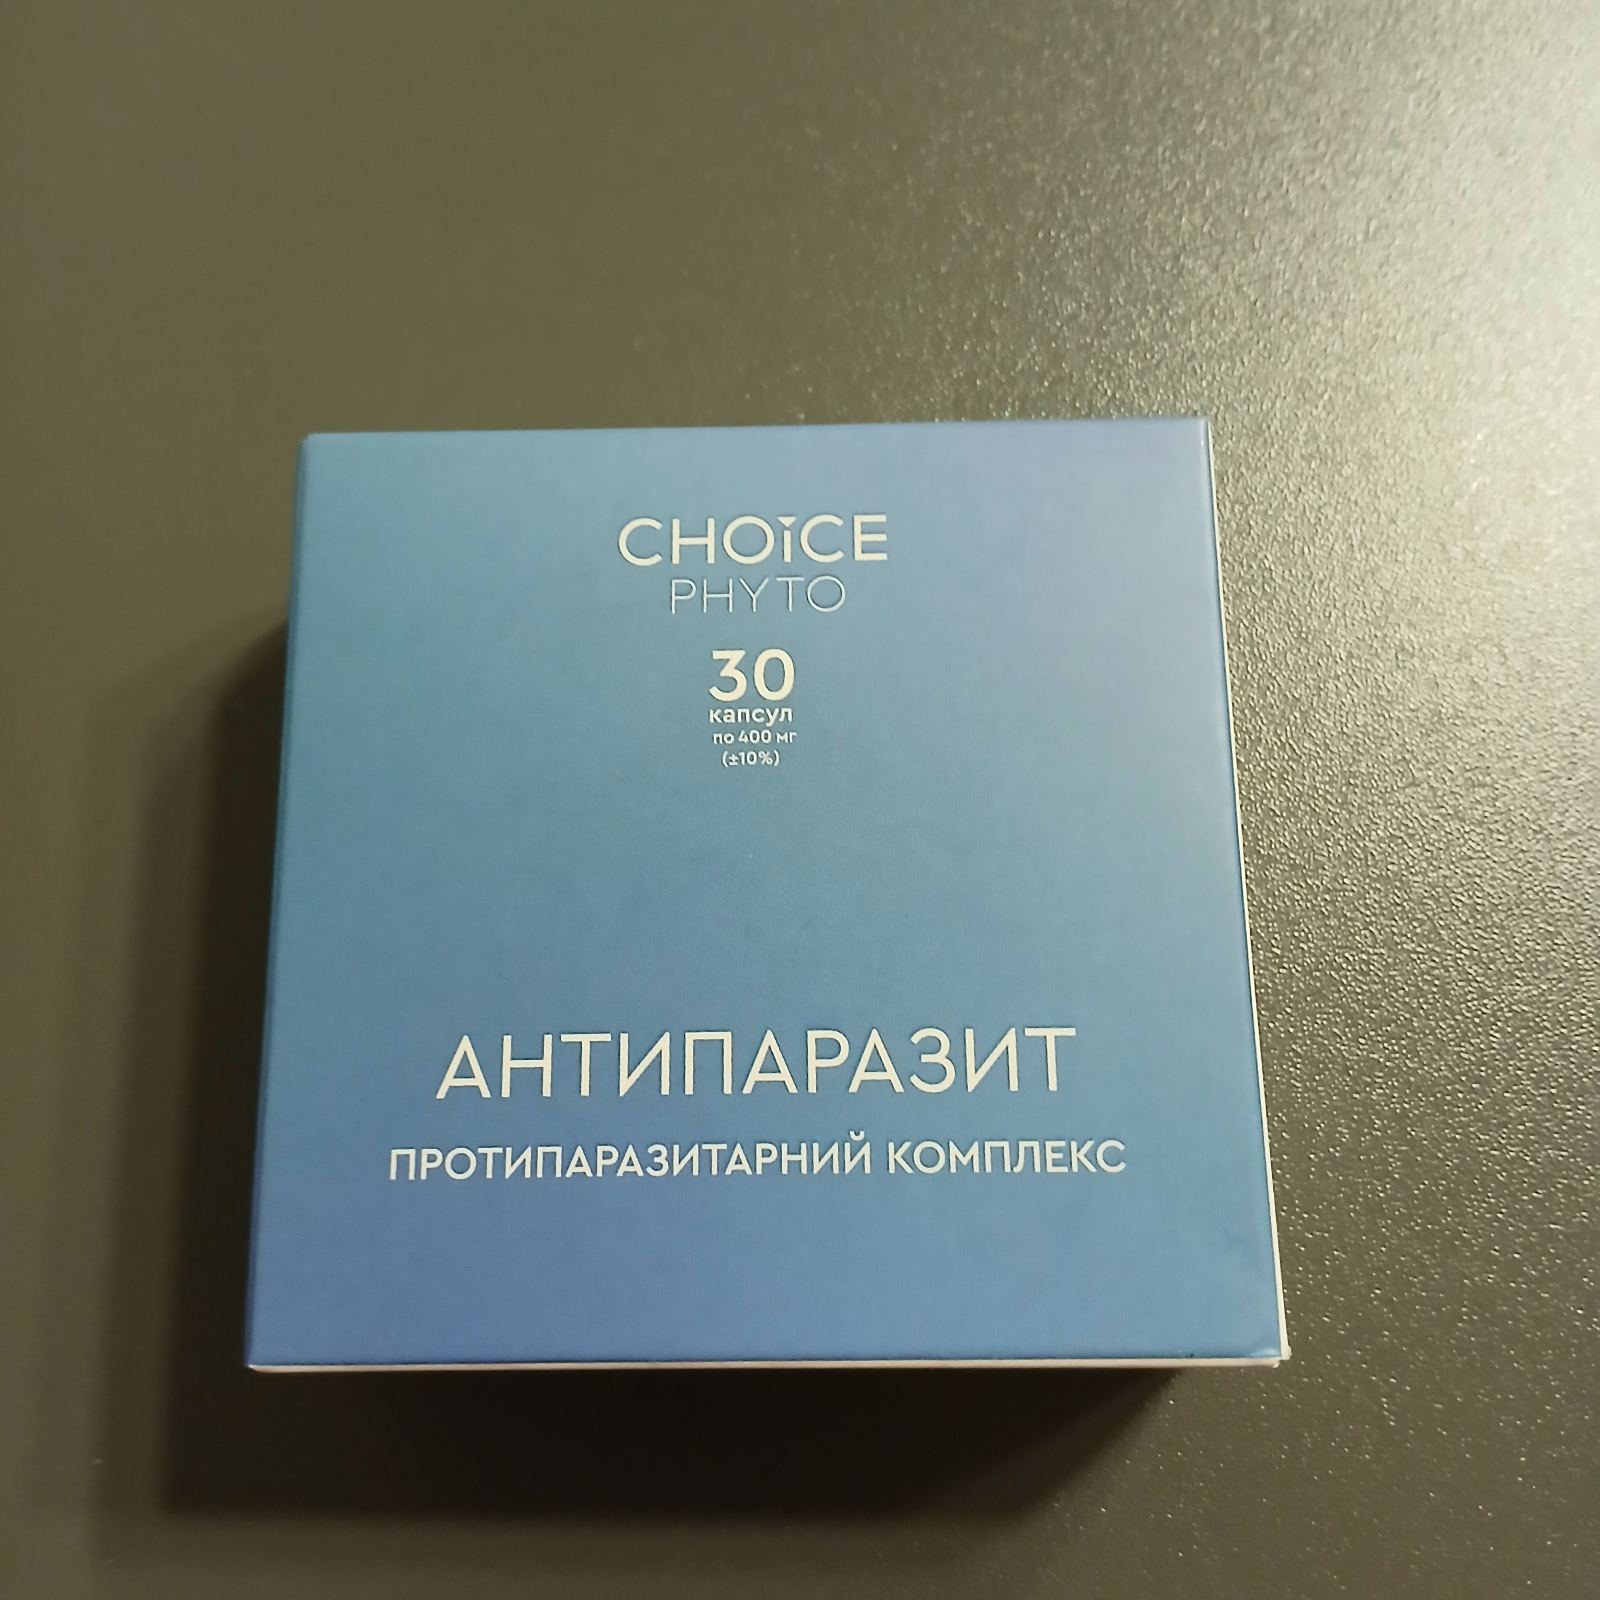 CHOICE
PHYTO
30
капсул
по 400 мг
(±10%)
АНТИПАРАЗИТ
ПРОТИПАРАЗИТАРНИЙ КОМПЛЕКС